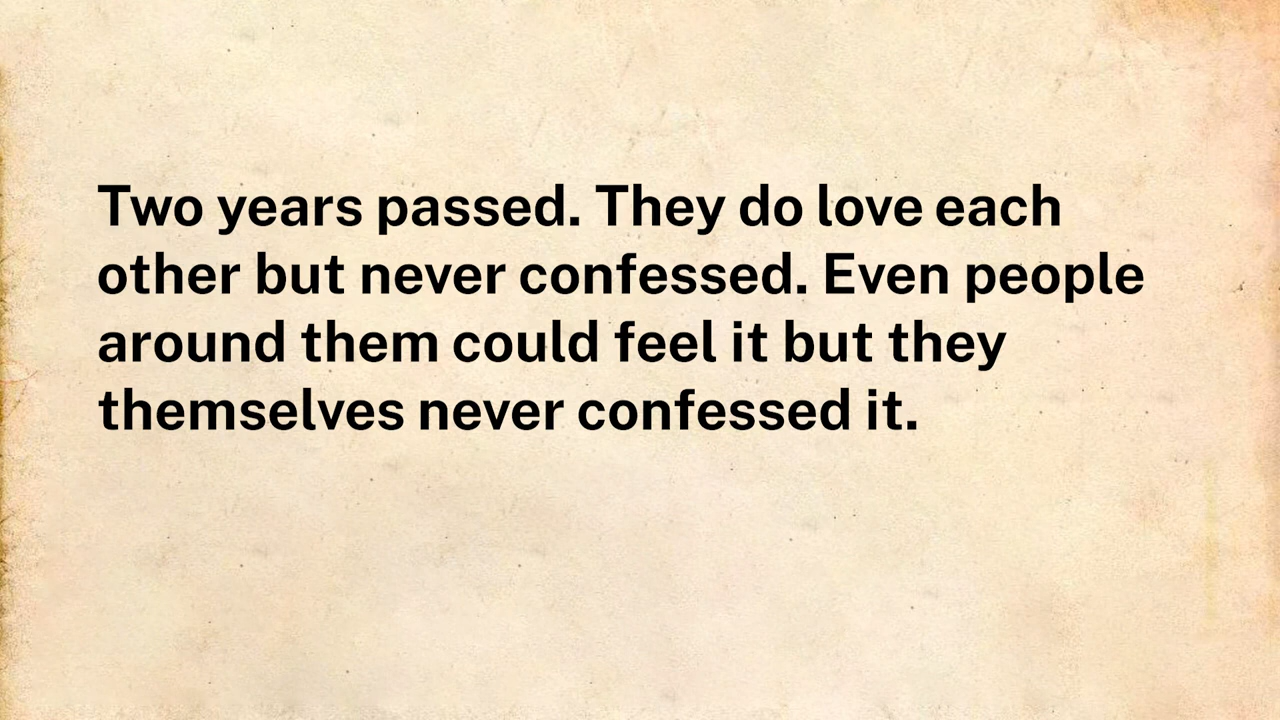 Two years passed. They do love each
other but never confessed. Even people
around them could feel it but they
themselves never confessed it.